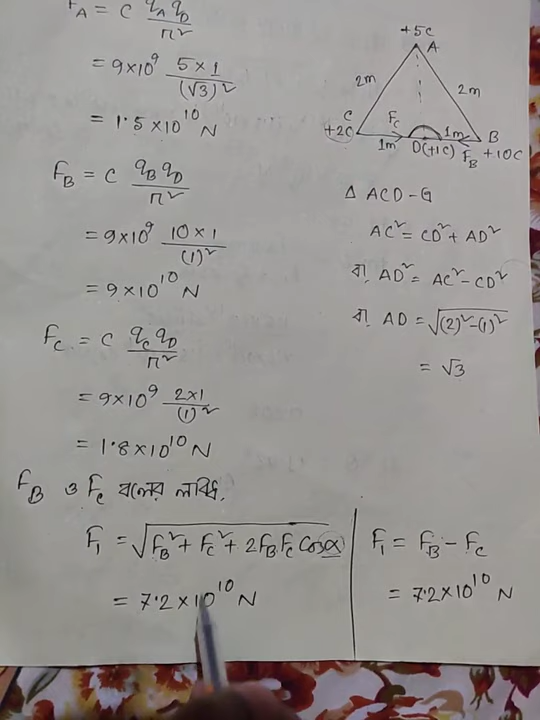 F_A = C q_A q_D / r²
= 9×10⁹ 5×1 / (√3)²
= 1.5×10¹⁰ N
F_B = C q_B q_D / r²
= 9×10⁹ 10×1 / (1)²
= 9×10¹⁰ N
F_C = C q_C q_D / r²
= 9×10⁹ 2×1 / (1)²
= 1.8×10¹⁰ N
F_B ও F_C বলের লব্ধি,
F₁ = √(F_B² + F_C² + 2F_B F_C cosα)
= 7.2×10¹⁰ N
F₁ = F_B − F_C
= 7.2×10¹⁰ N
+5C
A
2m
2m
C
+2C
F_C
1m
D(+1C)
1m
B
F_B
+10C
Δ ACD-এ
AC² = CD² + AD²
বা, AD² = AC² − CD²
বা, AD = √((2)² − (1)²)
= √3